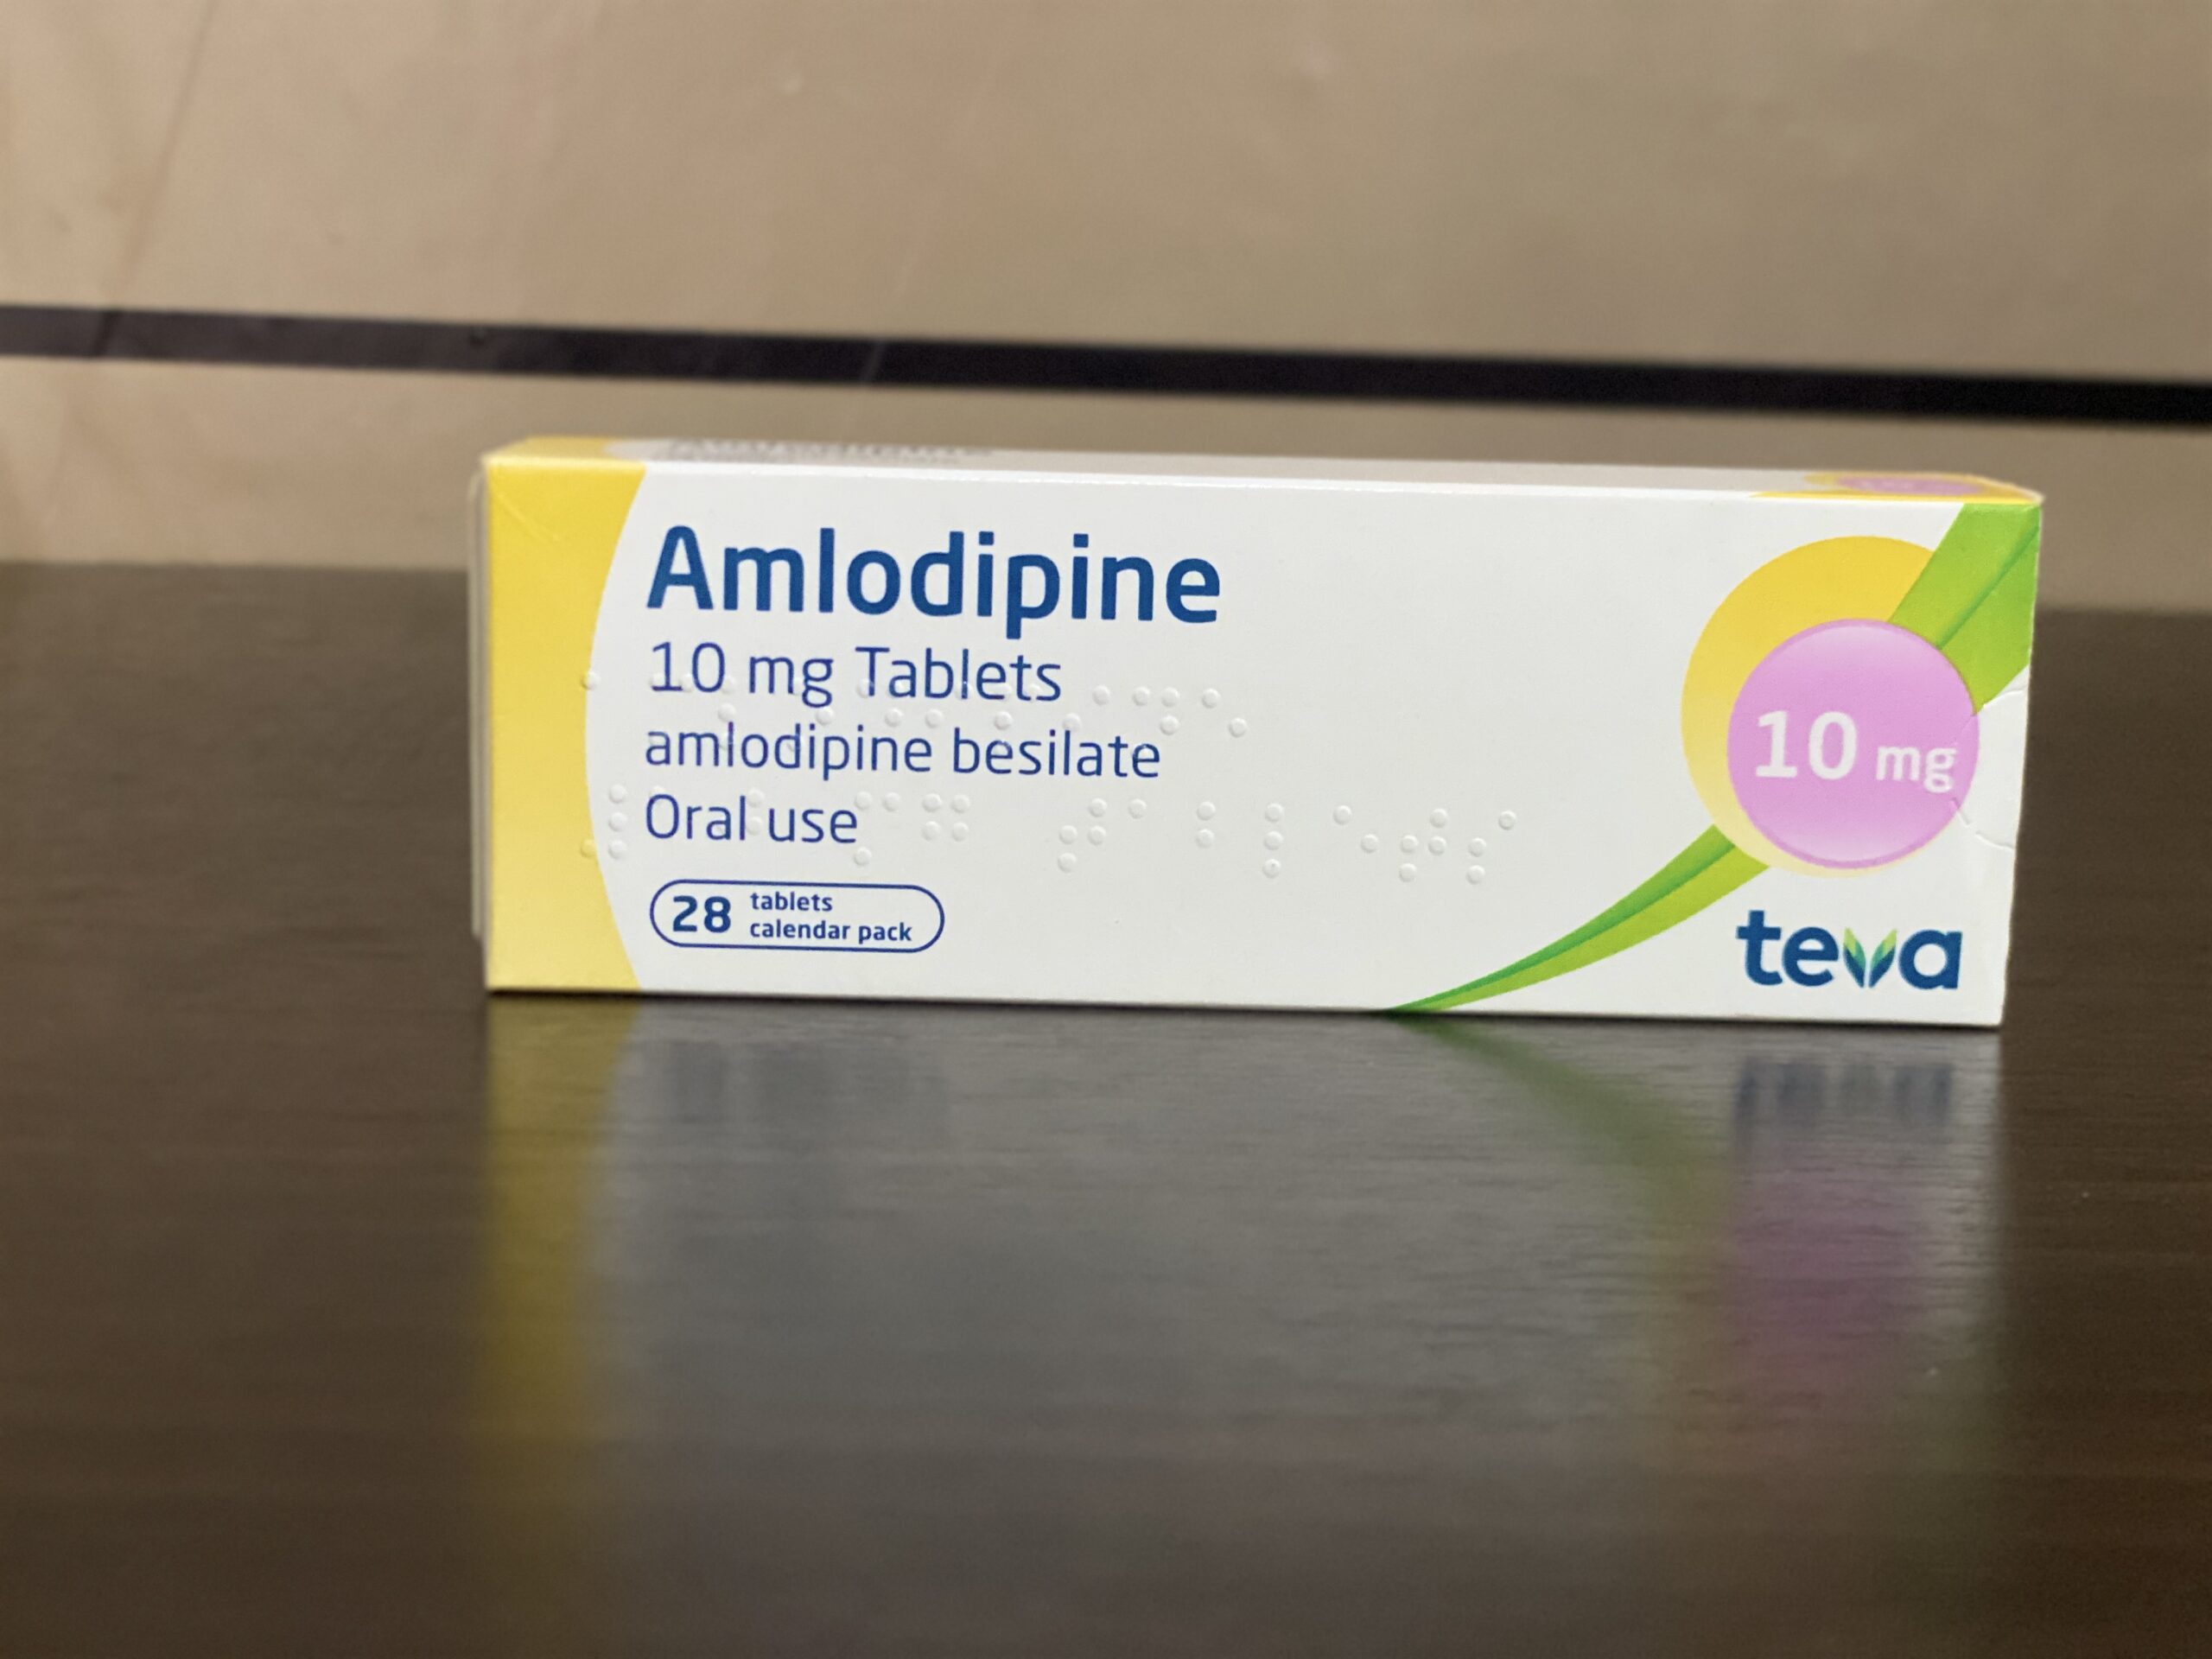 Amlodipine
10 mg Tablets
amlodipine besilate
Oral use
28 tablets
calendar pack
10 mg
teva